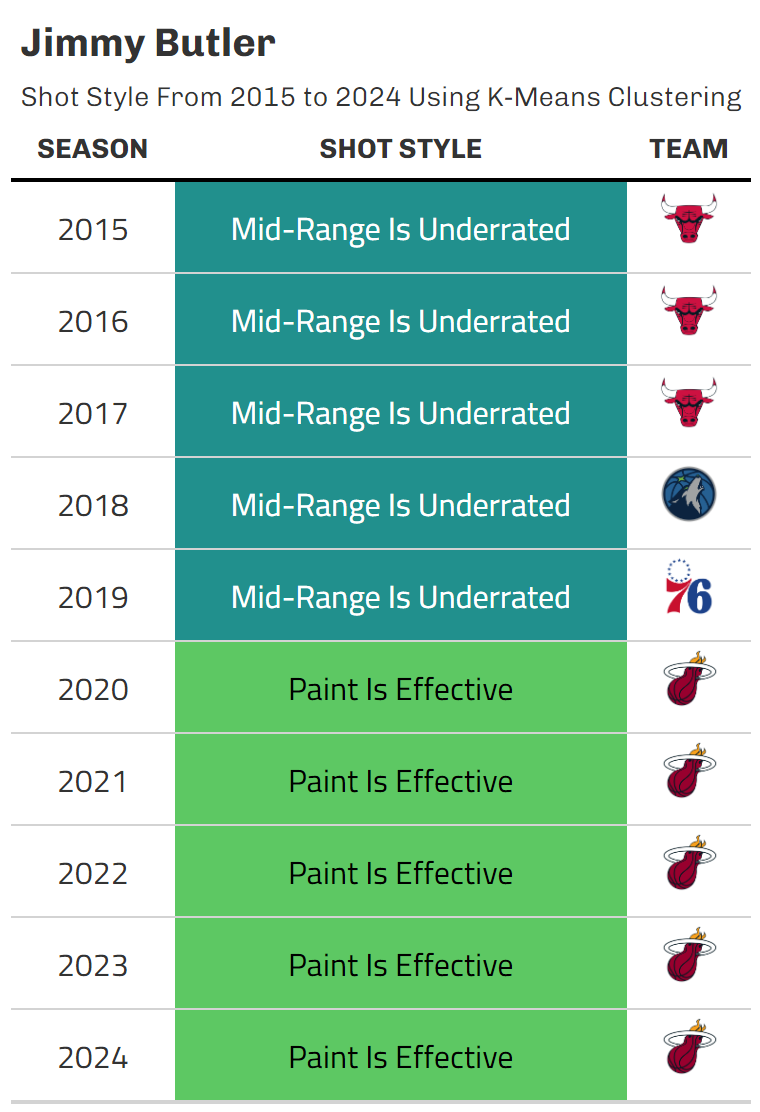 Jimmy Butler
Shot Style From 2015 to 2024 Using K-Means Clustering
SEASON SHOT STYLE TEAM
2015 Mid-Range Is Underrated
2016 Mid-Range Is Underrated
2017 Mid-Range Is Underrated
2018 Mid-Range Is Underrated
2019 Mid-Range Is Underrated 76
2020 Paint Is Effective
2021 Paint Is Effective
2022 Paint Is Effective
2023 Paint Is Effective
2024 Paint Is Effective